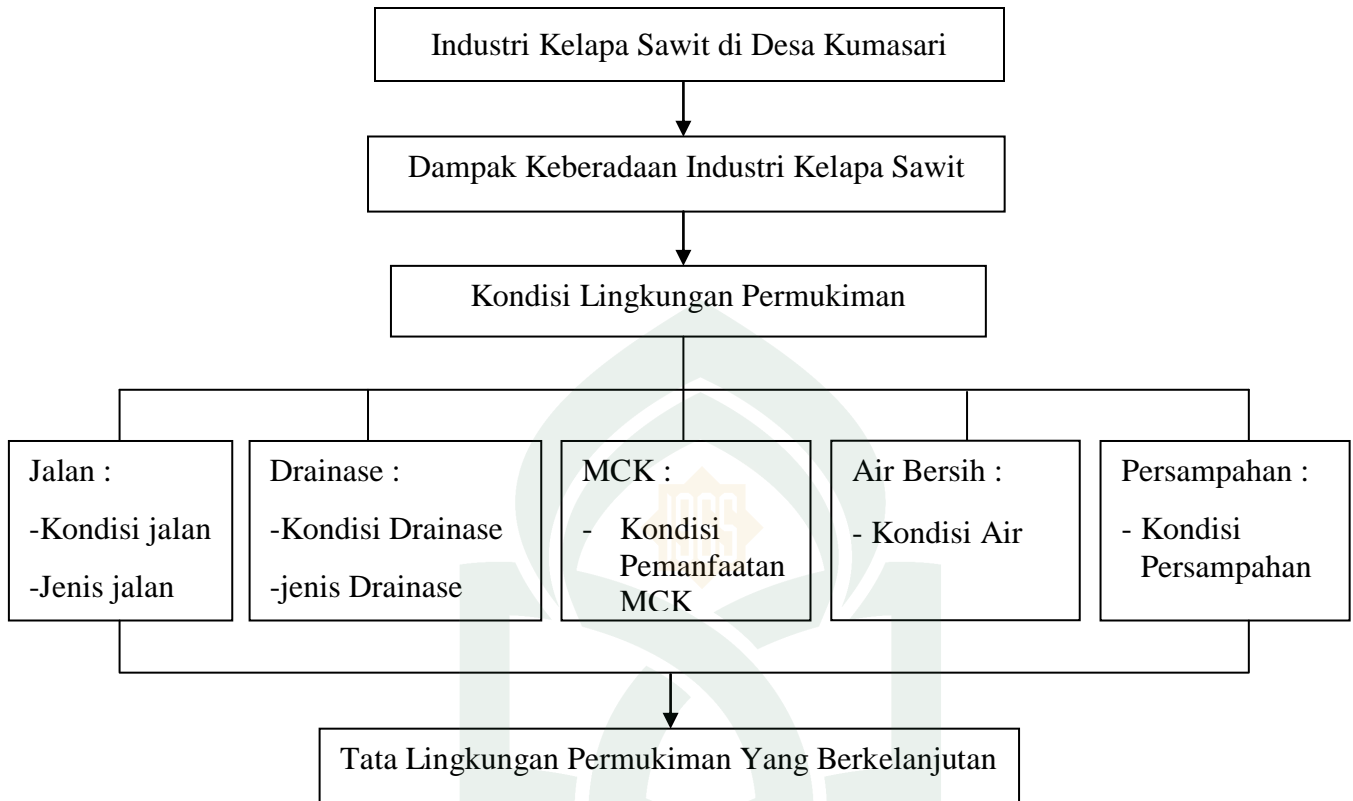 Industri Kelapa Sawit di Desa Kumasari
Dampak Keberadaan Industri Kelapa Sawit
Kondisi Lingkungan Permukiman
Jalan :
-Kondisi jalan
-Jenis jalan
Drainase :
-Kondisi Drainase
-jenis Drainase
MCK :
- Kondisi
Pemanfaatan
MCK
Air Bersih :
- Kondisi Air
Persampahan :
- Kondisi
Persampahan
Tata Lingkungan Permukiman Yang Berkelanjutan